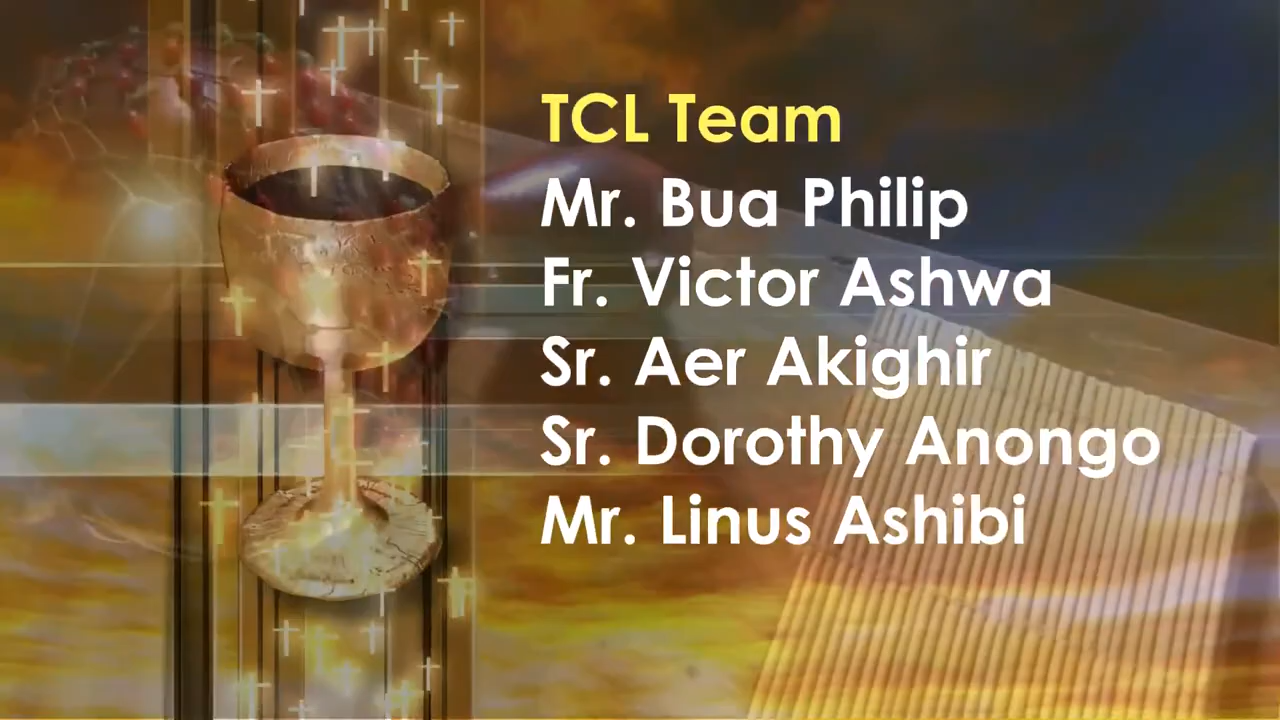 TCL Team
Mr. Bua Philip
Fr. Victor Ashwa
Sr. Aer Akighir
Sr. Dorothy Anongo
Mr. Linus Ashibi